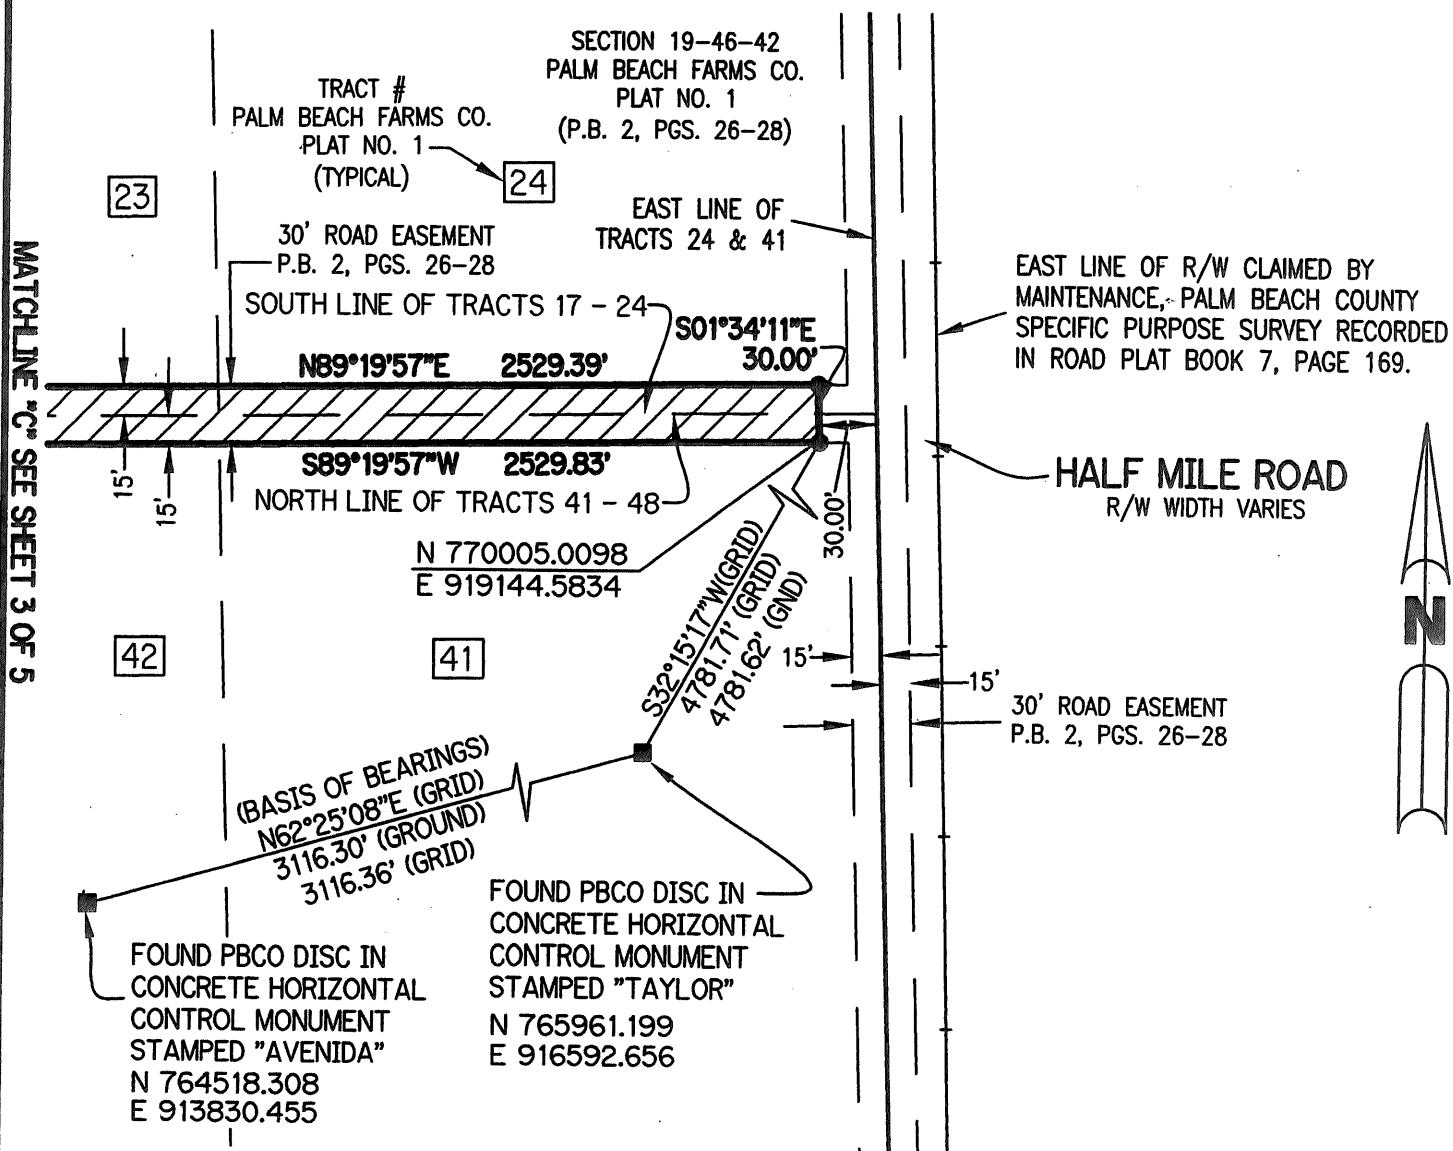 SECTION 19-46-42
PALM BEACH FARMS CO.
PLAT NO. 1
(P.B. 2, PGS. 26-28)
TRACT #
PALM BEACH FARMS CO.
PLAT NO. 1
(TYPICAL)
23
24
EAST LINE OF
TRACTS 24 & 41
30' ROAD EASEMENT
P.B. 2, PGS. 26-28
SOUTH LINE OF TRACTS 17 - 24
S01°34'11"E
30.00'
EAST LINE OF R/W CLAIMED BY
MAINTENANCE, PALM BEACH COUNTY
SPECIFIC PURPOSE SURVEY RECORDED
IN ROAD PLAT BOOK 7, PAGE 169.
MATCHLINE "C" SEE SHEET 3 OF 5
N89°19'57"E 2529.39'
S89°19'57"W 2529.83'
15'
15'
NORTH LINE OF TRACTS 41 - 48
30.00'
HALF MILE ROAD
R/W WIDTH VARIES
N 770005.0098
E 919144.5834
S32°15'17"W(GRID)
4781.71' (GRID)
4781.62' (GND)
N
42
41
15'
15'
30' ROAD EASEMENT
P.B. 2, PGS. 26-28
(BASIS OF BEARINGS)
N62°25'08"E (GRID)
3116.30' (GROUND)
3116.36' (GRID)
FOUND PBCO DISC IN
CONCRETE HORIZONTAL
CONTROL MONUMENT
STAMPED "TAYLOR"
N 765961.199
E 916592.656
FOUND PBCO DISC IN
CONCRETE HORIZONTAL
CONTROL MONUMENT
STAMPED "AVENIDA"
N 764518.308
E 913830.455